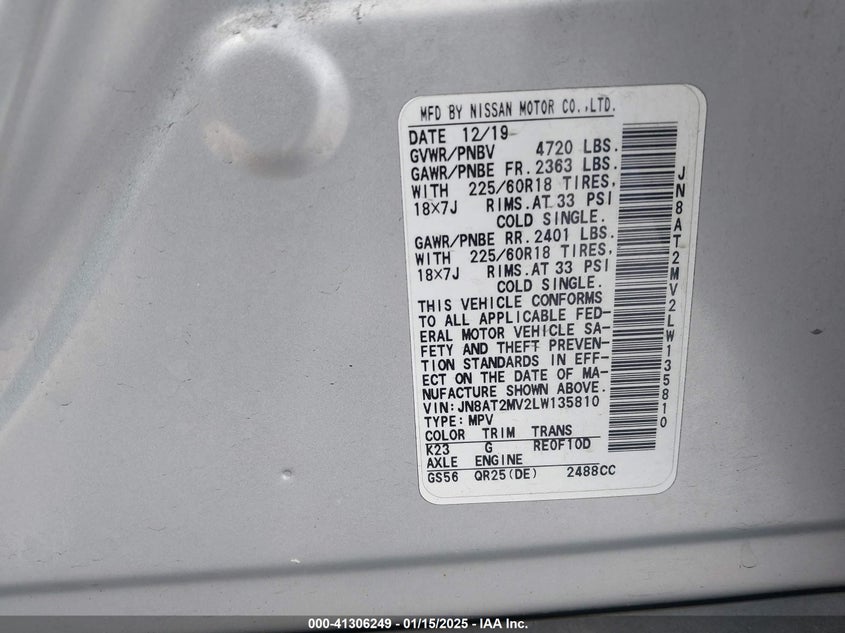 MFD BY NISSAN MOTOR CO.,LTD.
DATE 12/19
GVWR/PNBV 4720 LBS.
GAWR/PNBE FR. 2363 LBS.
WITH 225/60R18 TIRES,
18X7J RIMS.AT 33 PSI
COLD SINGLE.
GAWR/PNBE RR. 2401 LBS.
WITH 225/60R18 TIRES,
18X7J RIMS.AT 33 PSI
COLD SINGLE.
THIS VEHICLE CONFORMS
TO ALL APPLICABLE FED-
ERAL MOTOR VEHICLE SA-
FETY AND THEFT PREVEN-
TION STANDARDS IN EFF-
ECT ON THE DATE OF MA-
NUFACTURE SHOWN ABOVE.
VIN:JN8AT2MV2LW135810
TYPE:MPV
COLOR TRIM TRANS
K23 G RE0F10D
AXLE ENGINE
GS56 QR25(DE) 2488CC
JN8AT2MV2LW135810
000-41306249 - 01/15/2025 - IAA Inc.